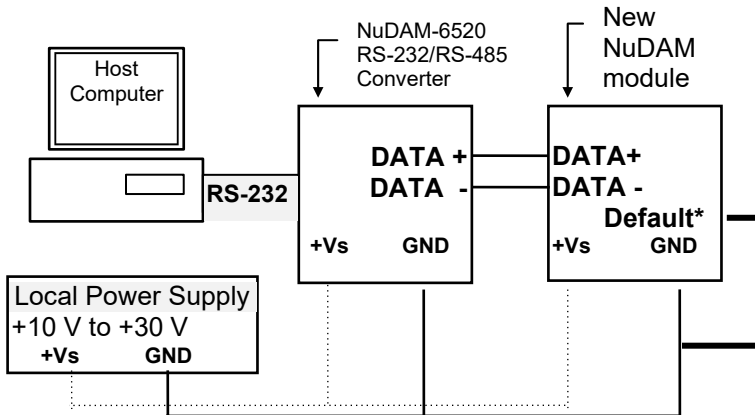 Host
Computer
NuDAM-6520
RS-232/RS-485
Converter
New
NuDAM
module
RS-232
DATA +
DATA -
+Vs GND
DATA+
DATA -
Default*
+Vs GND
Local Power Supply
+10 V to +30 V
+Vs GND